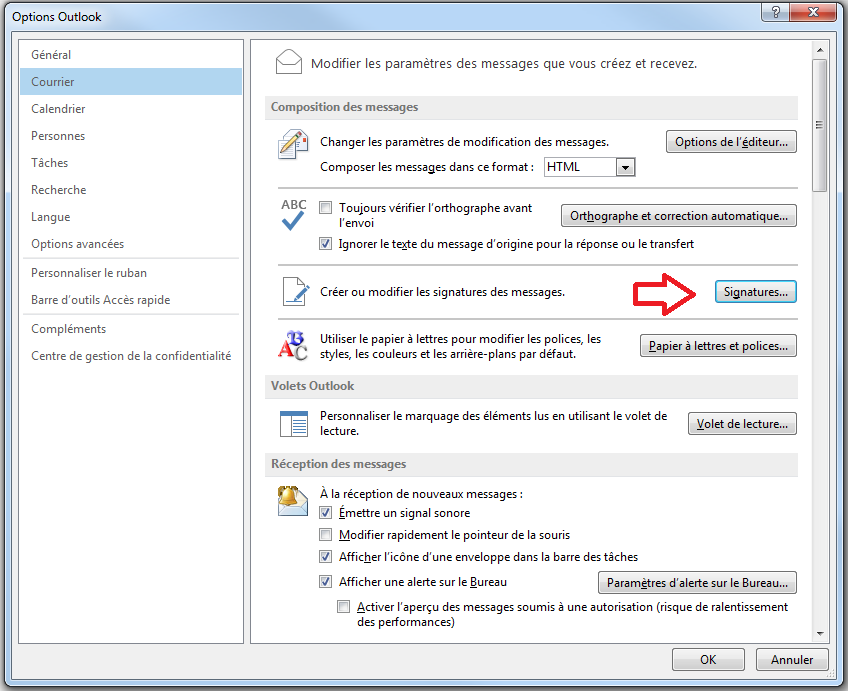 Options Outlook
?
Général
Courrier
Calendrier
Personnes
Tâches
Recherche
Langue
Options avancées
Personnaliser le ruban
Barre d'outils Accès rapide
Compléments
Centre de gestion de la confidentialité
Modifier les paramètres des messages que vous créez et recevez.
Composition des messages
Changer les paramètres de modification des messages.
Options de l'éditeur...
Composer les messages dans ce format :
HTML
ABC
Toujours vérifier l'orthographe avant
l'envoi
Orthographe et correction automatique...
Ignorer le texte du message d'origine pour la réponse ou le transfert
Créer ou modifier les signatures des messages.
Signatures...
Utiliser le papier à lettres pour modifier les polices, les
styles, les couleurs et les arrière-plans par défaut.
Papier à lettres et polices...
Volets Outlook
Personnaliser le marquage des éléments lus en utilisant le volet de
lecture.
Volet de lecture...
Réception des messages
À la réception de nouveaux messages :
Émettre un signal sonore
Modifier rapidement le pointeur de la souris
Afficher l'icône d'une enveloppe dans la barre des tâches
Afficher une alerte sur le Bureau
Paramètres d'alerte sur le Bureau...
Activer l'aperçu des messages soumis à une autorisation (risque de ralentissement
des performances)
OK
Annuler